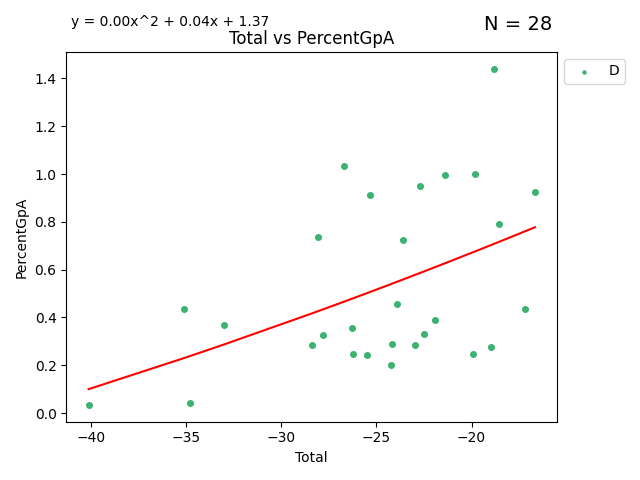 y = 0.00x^2 + 0.04x + 1.37
N = 28
Total vs PercentGpA
D
PercentGpA
1.4
1.2
1.0
0.8
0.6
0.4
0.2
0.0
−40
−35
−30
−25
−20
Total